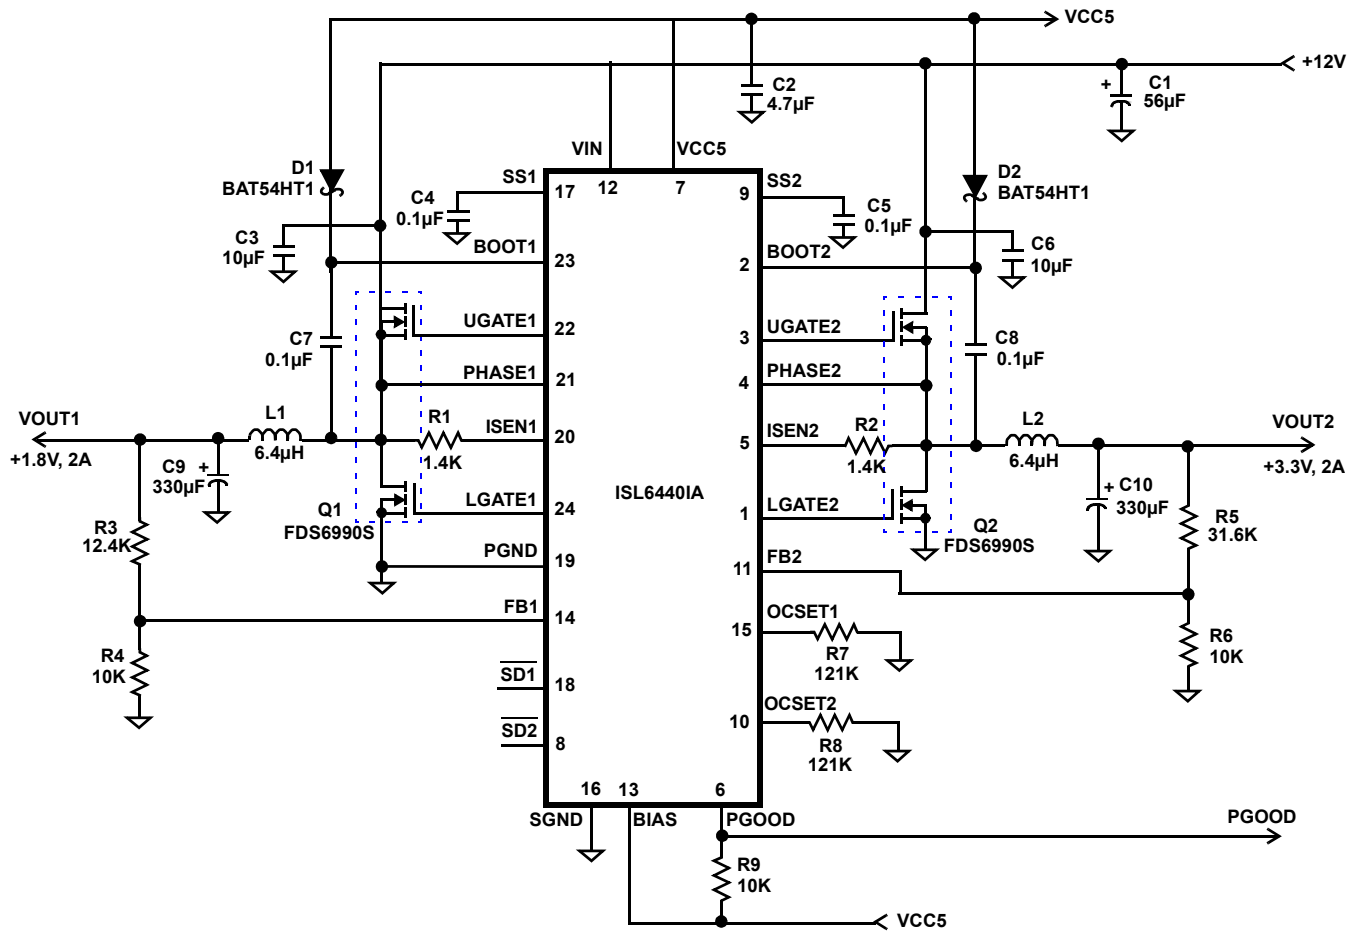 VCC5
+12V
C2
4.7µF
C1
+
56µF
VIN
VCC5
D1
BAT54HT1
SS1
17
12
7
9
SS2
D2
BAT54HT1
C4
0.1µF
C5
0.1µF
C3
10µF
C6
10µF
BOOT1
23
2
BOOT2
UGATE1
22
3
UGATE2
C7
0.1µF
C8
0.1µF
PHASE1
21
4
PHASE2
VOUT1
+1.8V, 2A
L1
6.4µH
R1
1.4K
ISEN1
20
5
ISEN2
R2
1.4K
L2
6.4µH
VOUT2
+3.3V, 2A
C9
+
330µF
ISL6440IA
+
C10
330µF
Q1
FDS6990S
LGATE1
24
1
LGATE2
Q2
FDS6990S
R3
12.4K
R5
31.6K
PGND
19
11
FB2
FB1
14
15
OCSET1
R7
121K
R4
10K
R6
10K
SD1
18
SD2
8
10
OCSET2
R8
121K
16
13
6
SGND
BIAS
PGOOD
PGOOD
R9
10K
VCC5